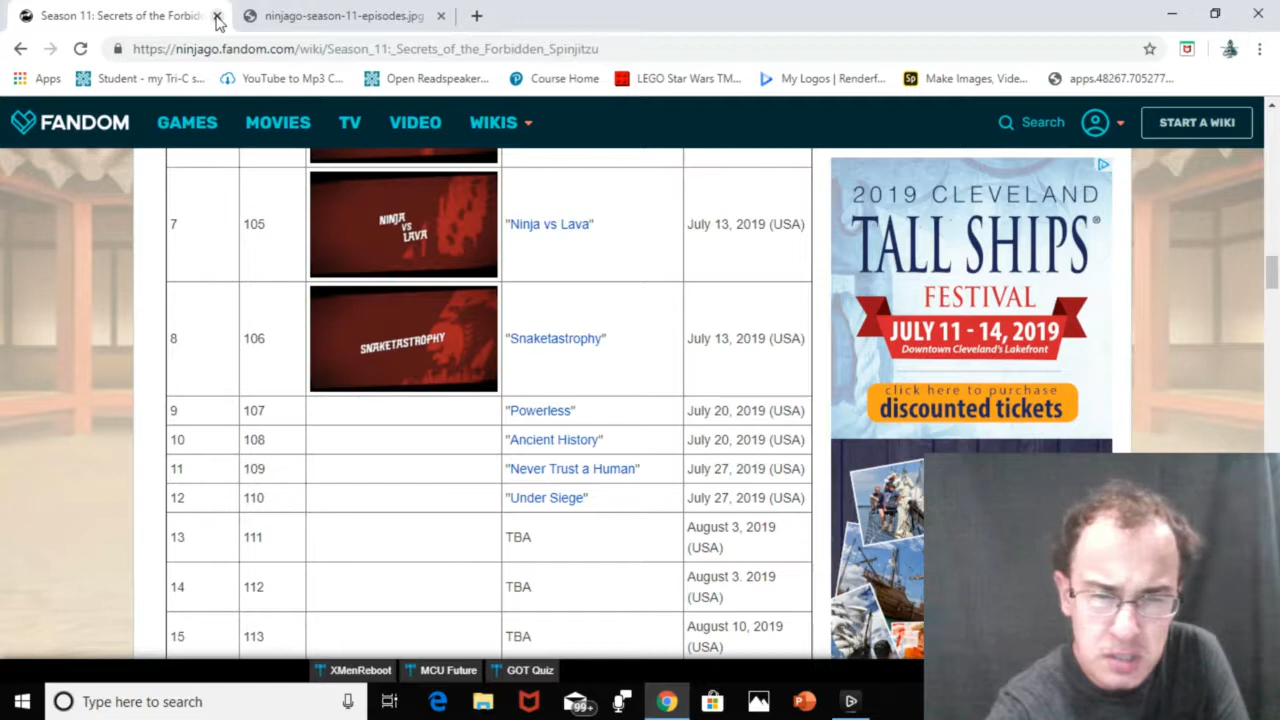 Season 11: Secrets of the Forbid
ninjago-season-11-episodes.jpg
https://ninjago.fandom.com/wiki/Season_11:_Secrets_of_the_Forbidden_Spinjitzu
Apps
Student - my Tri-C s...
YouTube to Mp3 C...
Open Readspeaker...
Course Home
LEGO Star Wars TM...
My Logos | Renderf...
Sp
Make Images, Vide...
apps.48267.705277...
FANDOM
GAMES
MOVIES
TV
VIDEO
WIKIS
Search
START A WIKI
7
105
NINJA
VS
LAVA
"Ninja vs Lava"
July 13, 2019 (USA)
8
106
SNAKETASTROPHY
"Snaketastrophy"
July 13, 2019 (USA)
9
107
"Powerless"
July 20, 2019 (USA)
10
108
"Ancient History"
July 20, 2019 (USA)
11
109
"Never Trust a Human"
July 27, 2019 (USA)
12
110
"Under Siege"
July 27, 2019 (USA)
13
111
TBA
August 3, 2019
(USA)
14
112
TBA
August 3. 2019
(USA)
15
113
TBA
August 10, 2019
(USA)
2019 CLEVELAND
TALL SHIPS®
FESTIVAL
JULY 11 - 14, 2019
Downtown Cleveland's Lakefront
click here to purchase
discounted tickets
XMenReboot
MCU Future
GOT Quiz
Type here to search
99+